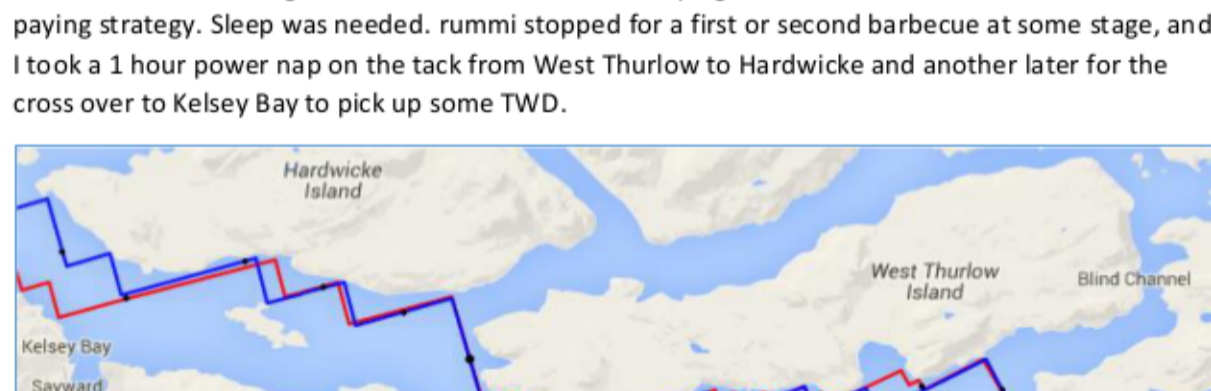 paying strategy. Sleep was needed. rummi stopped for a first or second barbecue at some stage, and
I took a 1 hour power nap on the tack from West Thurlow to Hardwicke and another later for the
cross over to Kelsey Bay to pick up some TWD.
Hardwicke
Island
West Thurlow
Island
Blind Channel
Kelsey Bay
Sayward